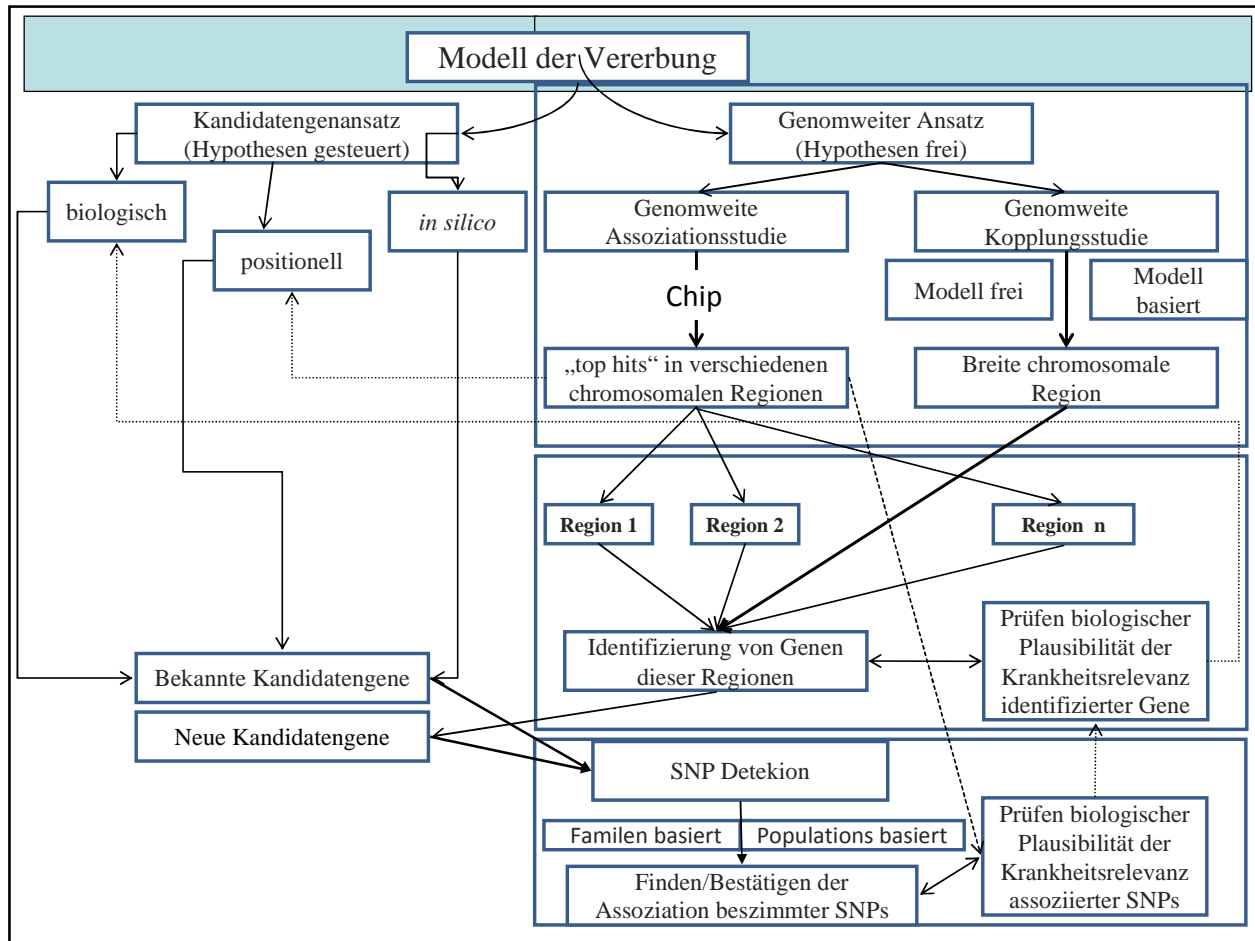 Modell der Vererbung
Kandidatengenansatz
(Hypothesen gesteuert)
Genomweiter Ansatz
(Hypothesen frei)
biologisch
positionell
in silico
Genomweite
Assoziationsstudie
Genomweite
Kopplungsstudie
Chip
Modell frei
Modell
basiert
„top hits“ in verschiedenen
chromosomalen Regionen
Breite chromosomale
Region
Region 1
Region 2
Region n
Identifizierung von Genen
dieser Regionen
Prüfen biologischer
Plausibilität der
Krankheitsrelevanz
identifizierter Gene
Bekannte Kandidatengene
Neue Kandidatengene
SNP Detekion
Familen basiert
Populations basiert
Finden/Bestätigen der
Assoziation beszimmter SNPs
Prüfen biologischer
Plausibilität der
Krankheitsrelevanz
assoziierter SNPs